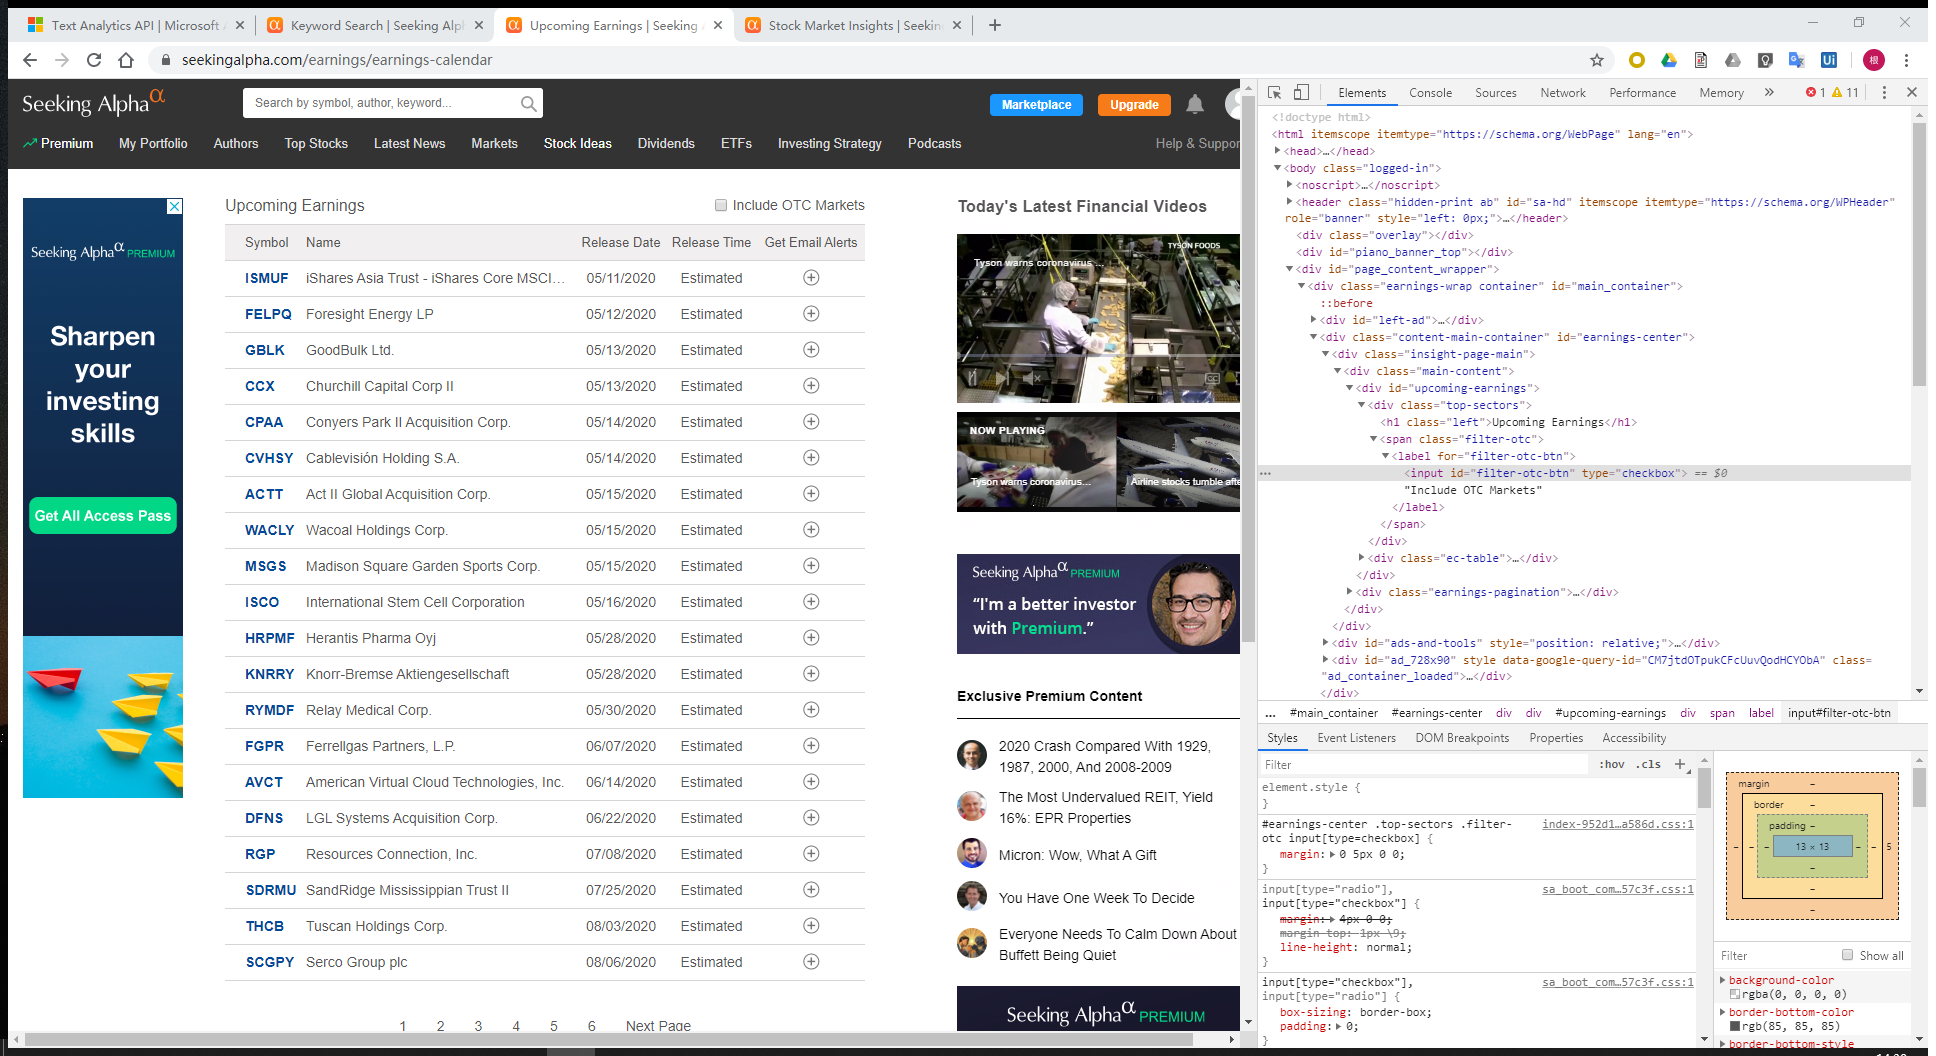 Text Analytics API | Microsoft
Keyword Search | Seeking Alp
Upcoming Earnings | Seeking
Stock Market Insights | Seekin
seekingalpha.com/earnings/earnings-calendar
Seeking Alpha α
Search by symbol, author, keyword...
Marketplace
Upgrade
Premium My Portfolio Authors Top Stocks Latest News Markets Stock Ideas Dividends ETFs Investing Strategy Podcasts Help & Suppor
Seeking Alpha α PREMIUM
Sharpen
your
investing
skills
Get All Access Pass
Upcoming Earnings
Include OTC Markets
Symbol Name Release Date Release Time Get Email Alerts
ISMUF iShares Asia Trust - iShares Core MSCI... 05/11/2020 Estimated
FELPQ Foresight Energy LP 05/12/2020 Estimated
GBLK GoodBulk Ltd. 05/13/2020 Estimated
CCX Churchill Capital Corp II 05/13/2020 Estimated
CPAA Conyers Park II Acquisition Corp. 05/14/2020 Estimated
CVHSY Cablevisión Holding S.A. 05/14/2020 Estimated
ACTT Act II Global Acquisition Corp. 05/15/2020 Estimated
WACLY Wacoal Holdings Corp. 05/15/2020 Estimated
MSGS Madison Square Garden Sports Corp. 05/15/2020 Estimated
ISCO International Stem Cell Corporation 05/16/2020 Estimated
HRPMF Herantis Pharma Oyj 05/28/2020 Estimated
KNRRY Knorr-Bremse Aktiengesellschaft 05/28/2020 Estimated
RYMDF Relay Medical Corp. 05/30/2020 Estimated
FGPR Ferrellgas Partners, L.P. 06/07/2020 Estimated
AVCT American Virtual Cloud Technologies, Inc. 06/14/2020 Estimated
DFNS LGL Systems Acquisition Corp. 06/22/2020 Estimated
RGP Resources Connection, Inc. 07/08/2020 Estimated
SDRMU SandRidge Mississippian Trust II 07/25/2020 Estimated
THCB Tuscan Holdings Corp. 08/03/2020 Estimated
SCGPY Serco Group plc 08/06/2020 Estimated
1 2 3 4 5 6 Next Page
Today's Latest Financial Videos
TYSON FOODS
Tyson warns coronavirus ...
NOW PLAYING
Tyson warns coronavirus...
Airline stocks tumble afte
Seeking Alpha α PREMIUM
“I'm a better investor
with Premium.”
Exclusive Premium Content
2020 Crash Compared With 1929,
1987, 2000, And 2008-2009
The Most Undervalued REIT, Yield
16%: EPR Properties
Micron: Wow, What A Gift
You Have One Week To Decide
Everyone Needs To Calm Down About
Buffett Being Quiet
Seeking Alpha α PREMIUM
Elements Console Sources Network Performance Memory » 1 11
<!doctype html>
<html itemscope itemtype="https://schema.org/WebPage" lang="en">
<head>…</head>
<body class="logged-in">
<noscript>…</noscript>
<header class="hidden-print ab" id="sa-hd" itemscope itemtype="https://schema.org/WPHeader"
role="banner" style="left: 0px;">…</header>
<div class="overlay"></div>
<div id="piano_banner_top"></div>
<div id="page_content_wrapper">
<div class="earnings-wrap container" id="main_container">
::before
<div id="left-ad">…</div>
<div class="content-main-container" id="earnings-center">
<div class="insight-page-main">
<div class="main-content">
<div id="upcoming-earnings">
<div class="top-sectors">
<h1 class="left">Upcoming Earnings</h1>
<span class="filter-otc">
<label for="filter-otc-btn">
<input id="filter-otc-btn" type="checkbox"> == $0
"Include OTC Markets"
</label>
</span>
</div>
<div class="ec-table">…</div>
</div>
<div class="earnings-pagination">…</div>
</div>
</div>
<div id="ads-and-tools" style="position: relative;">…</div>
<div id="ad_728x90" style data-google-query-id="CM7jtdOTpukCFcUuvQodHCYObA" class=
"ad_container_loaded">…</div>
</div>
... #main_container #earnings-center div div #upcoming-earnings div span label input#filter-otc-btn
Styles Event Listeners DOM Breakpoints Properties Accessibility
Filter :hov .cls +
element.style {
}
#earnings-center .top-sectors .filter- index-952d1…a586d.css:1
otc input[type=checkbox] {
margin: 0 5px 0 0;
}
input[type="radio"], sa_boot_com…57c3f.css:1
input[type="checkbox"] {
margin: 4px 0 0;
margin-top: 1px \9;
line-height: normal;
}
input[type="checkbox"], sa_boot_com…57c3f.css:1
input[type="radio"] {
box-sizing: border-box;
padding: 0;
}
margin –
border –
padding –
– – – 13 × 13 – – 5
–
–
–
Filter Show all
background-color
rgba(0, 0, 0, 0)
border-bottom-color
rgb(85, 85, 85)
border-bottom-style